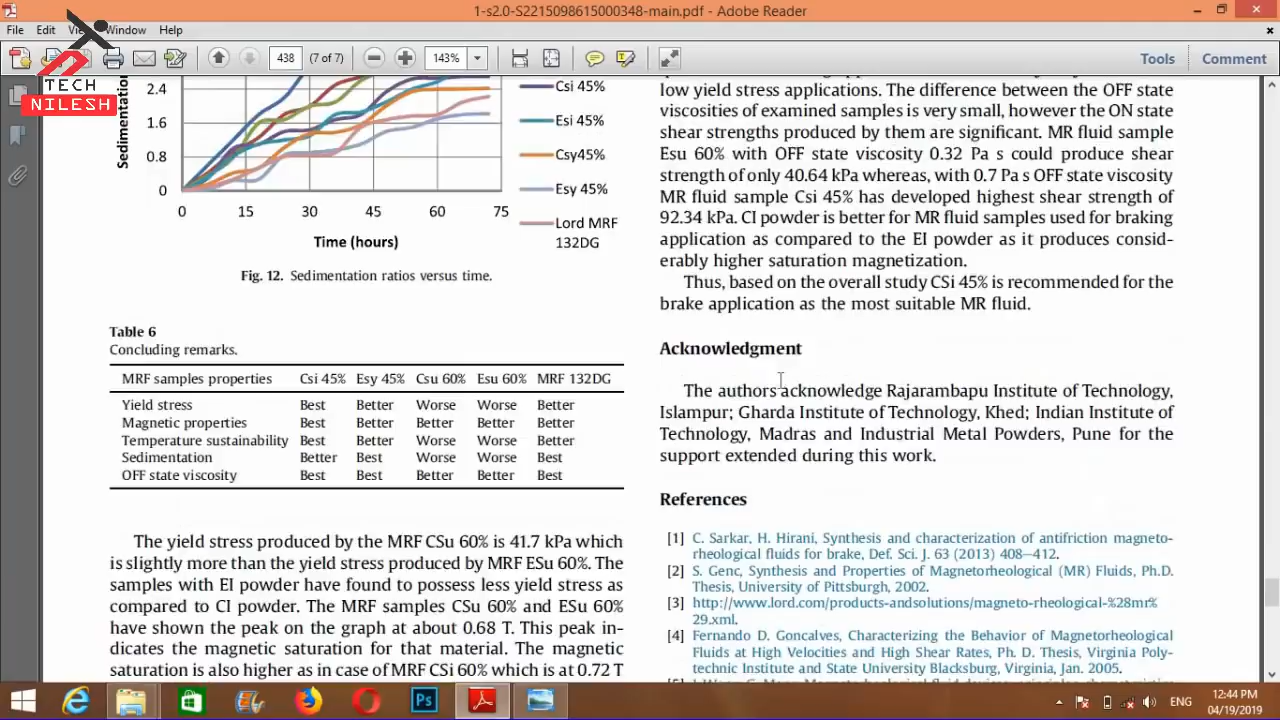 1-s2.0-S2215098615000348-main.pdf - Adobe Reader
File Edit Window Help
438 (7 of 7) 143% Tools Comment
TECH
NILESH
Sedimentation
2.4
1.6
0.8
0
0 15 30 45 60 75
Time (hours)
Csi 45%
Esi 45%
Csy45%
Esy 45%
Lord MRF
132DG
Fig. 12. Sedimentation ratios versus time.
Table 6
Concluding remarks.
MRF samples properties Csi 45% Esy 45% Csu 60% Esu 60% MRF 132DG
Yield stress Best Better Worse Worse Better
Magnetic properties Best Better Better Better Better
Temperature sustainability Best Better Worse Worse Better
Sedimentation Better Best Worse Worse Best
OFF state viscosity Best Best Better Better Best
The yield stress produced by the MRF CSu 60% is 41.7 kPa which
is slightly more than the yield stress produced by MRF ESu 60%. The
samples with EI powder have found to possess less yield stress as
compared to CI powder. The MRF samples CSu 60% and ESu 60%
have shown the peak on the graph at about 0.68 T. This peak in-
dicates the magnetic saturation for that material. The magnetic
saturation is also higher as in case of MRF CSi 60% which is at 0.72 T
low yield stress applications. The difference between the OFF state
viscosities of examined samples is very small, however the ON state
shear strengths produced by them are significant. MR fluid sample
Esu 60% with OFF state viscosity 0.32 Pa s could produce shear
strength of only 40.64 kPa whereas, with 0.7 Pa s OFF state viscosity
MR fluid sample Csi 45% has developed highest shear strength of
92.34 kPa. CI powder is better for MR fluid samples used for braking
application as compared to the EI powder as it produces consid-
erably higher saturation magnetization.
Thus, based on the overall study CSi 45% is recommended for the
brake application as the most suitable MR fluid.
Acknowledgment
The authors acknowledge Rajarambapu Institute of Technology,
Islampur; Gharda Institute of Technology, Khed; Indian Institute of
Technology, Madras and Industrial Metal Powders, Pune for the
support extended during this work.
References
[1] C. Sarkar, H. Hirani, Synthesis and characterization of antifriction magneto-
rheological fluids for brake, Def. Sci. J. 63 (2013) 408–412.
[2] S. Genc, Synthesis and Properties of Magnetorheological (MR) Fluids, Ph.D.
Thesis, University of Pittsburgh, 2002.
[3] http://www.lord.com/products-andsolutions/magneto-rheological-%28mr%
29.xml.
[4] Fernando D. Goncalves, Characterizing the Behavior of Magnetorheological
Fluids at High Velocities and High Shear Rates, Ph. D. Thesis, Virginia Poly-
technic Institute and State University Blacksburg, Virginia, Jan. 2005.
Ps
ENG
12:44 PM
04/19/2019